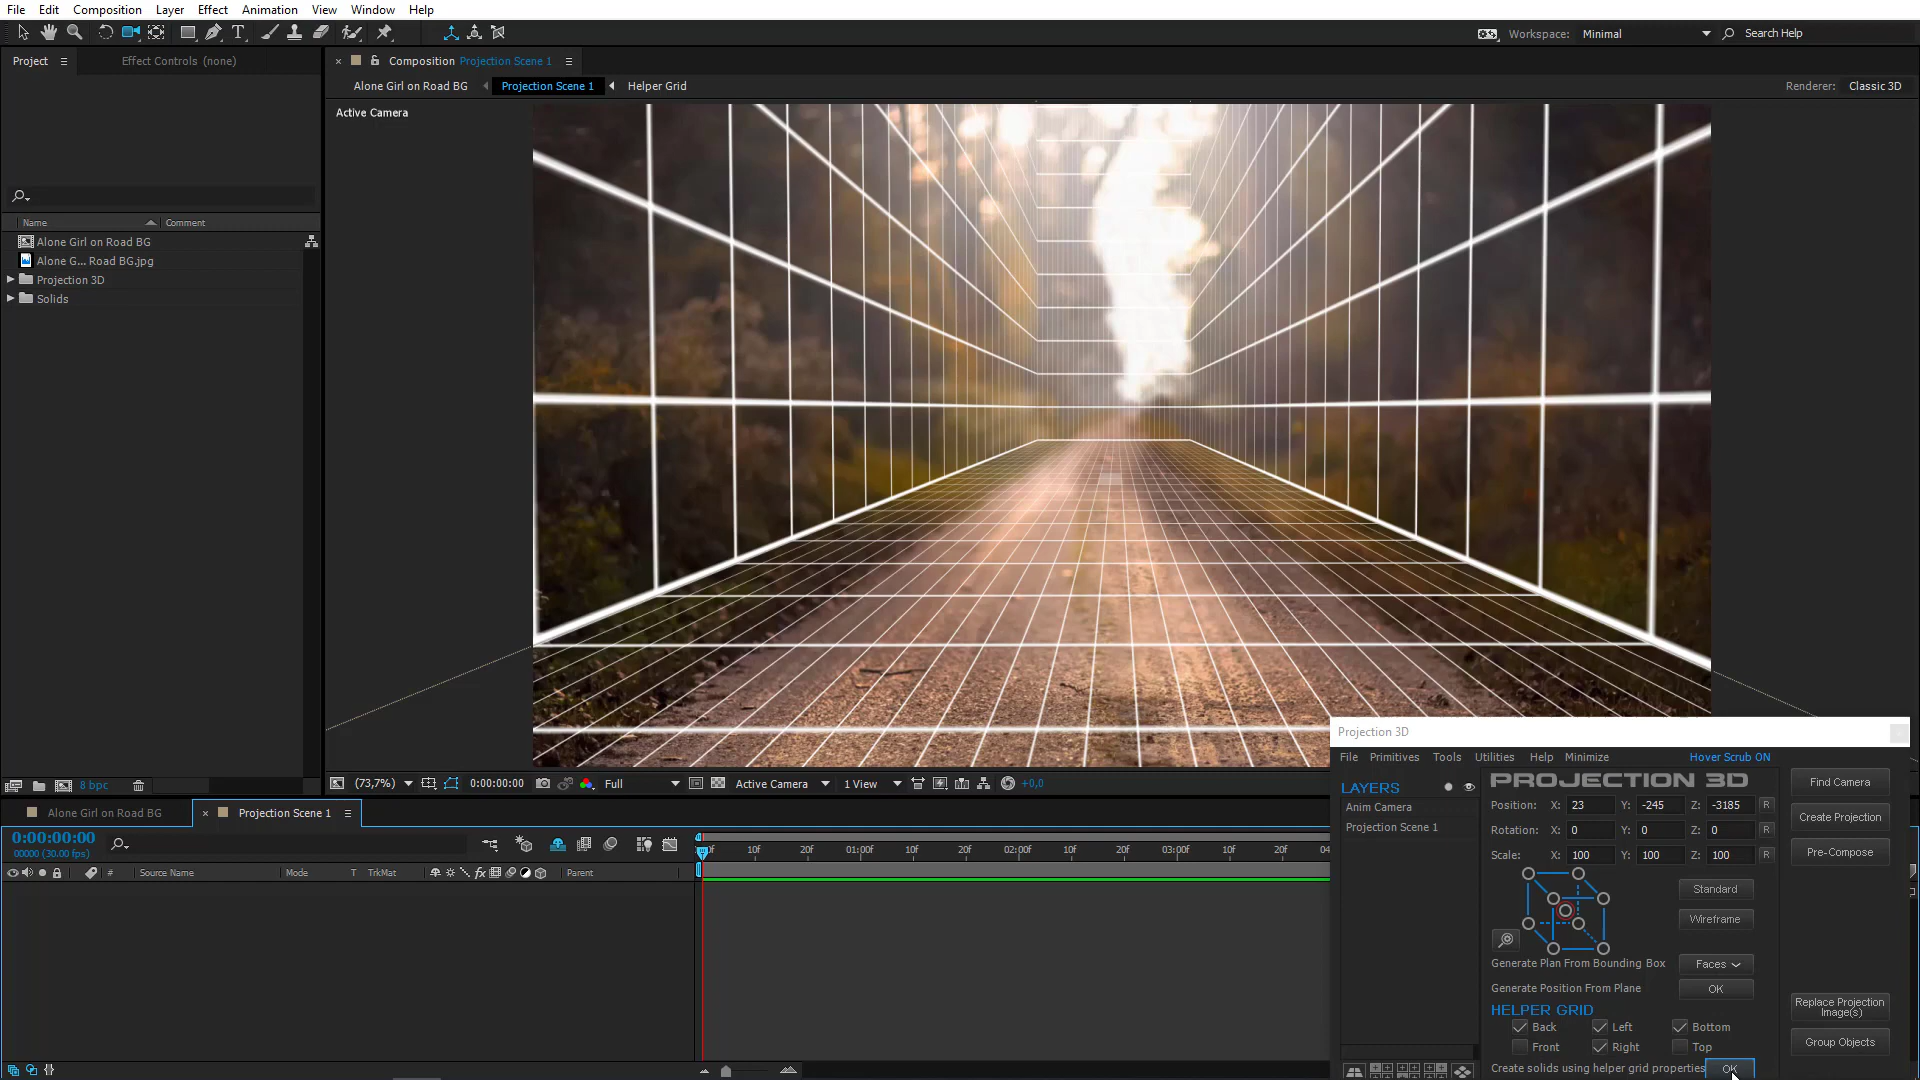 File Edit Composition Layer Effect Animation View Window Help
Workspace: Minimal Search Help
Project Effect Controls (none) × Composition Projection Scene 1
Alone Girl on Road BG Projection Scene 1 Helper Grid Renderer: Classic 3D
Active Camera
Name Comment
Alone Girl on Road BG
Alone G... Road BG.jpg
Projection 3D
Solids
8 bpc (73,7%) 0:00:00:00 Full Active Camera 1 View +0,0
Alone Girl on Road BG × Projection Scene 1
0:00:00:00
00000 (30.00 fps)
0f 10f 20f 01:00f 10f 20f 02:00f 10f 20f 03:00f 10f 20f 04
# Source Name Mode T TrkMat fx Parent
Projection 3D
File Primitives Tools Utilities Help Minimize Hover Scrub ON
LAYERS
Anim Camera
Projection Scene 1
PROJECTION 3D
Position: X: 23 Y: -245 Z: -3185 R
Rotation: X: 0 Y: 0 Z: 0 R
Scale: X: 100 Y: 100 Z: 100 R
Standard
Wireframe
Generate Plan From Bounding Box Faces
Generate Position From Plane OK
HELPER GRID
Back Left Bottom
Front Right Top
Create solids using helper grid properties OK
Find Camera
Create Projection
Pre-Compose
Replace Projection
Image(s)
Group Objects